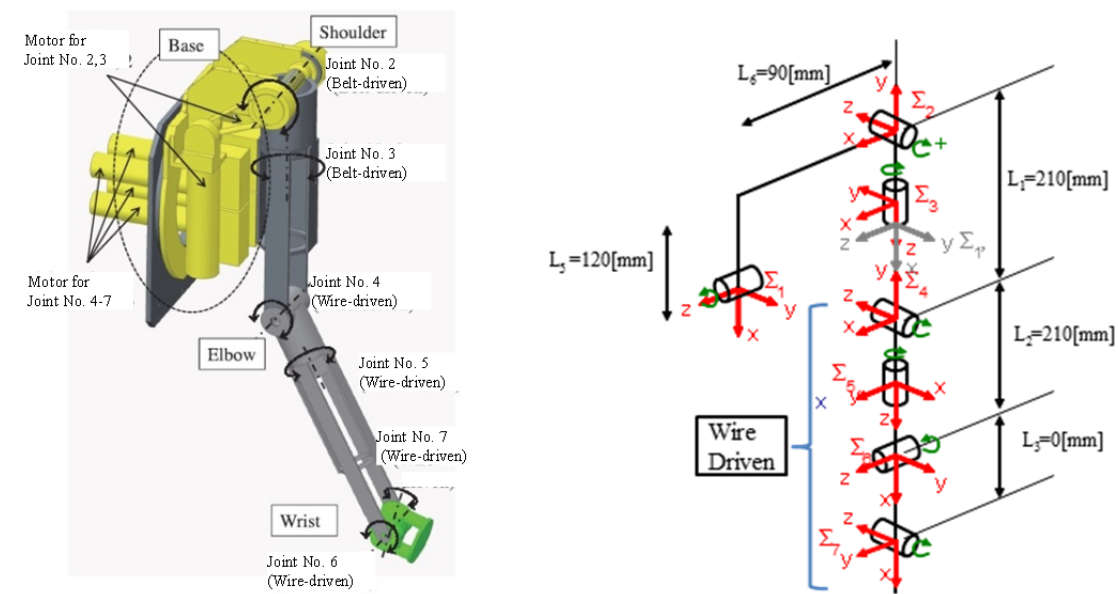 Shoulder
Motor for
Joint No. 2,3
Base
Joint No. 2
(Belt-driven)
Joint No. 3
(Belt-driven)
Motor for
Joint No. 4-7
Joint No. 4
(Wire-driven)
Elbow
Joint No. 5
(Wire-driven)
Joint No. 7
(Wire-driven)
Wrist
Joint No. 6
(Wire-driven)
L6=90[mm]
y
Σ2
z
x
+
L1=210[mm]
y
Σ3
x
z
z
y
Σ1'
x
L5=120[mm]
Σ1
z
y
x
y
Σ4
z
x
L2=210[mm]
Σ5
x
y
x
z
Wire
Driven
L3=0[mm]
Σ6
z
y
x
z
Σ7
y
x